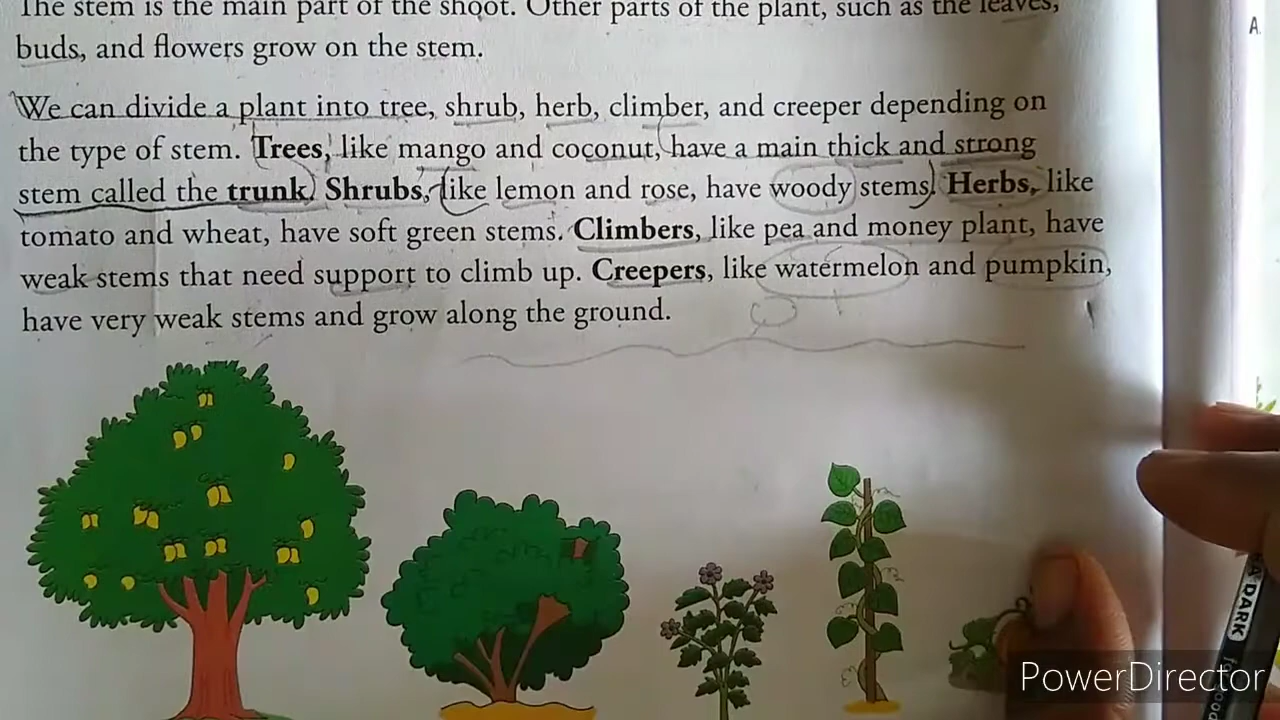 The stem is the main part of the shoot. Other parts of the plant, such as the leaves,
buds, and flowers grow on the stem.
We can divide a plant into tree, shrub, herb, climber, and creeper depending on
the type of stem. Trees, like mango and coconut, have a main thick and strong
stem called the trunk. Shrubs, like lemon and rose, have woody stems. Herbs, like
tomato and wheat, have soft green stems. Climbers, like pea and money plant, have
weak stems that need support to climb up. Creepers, like watermelon and pumpkin,
have very weak stems and grow along the ground.
A.
DARK
PowerDirector